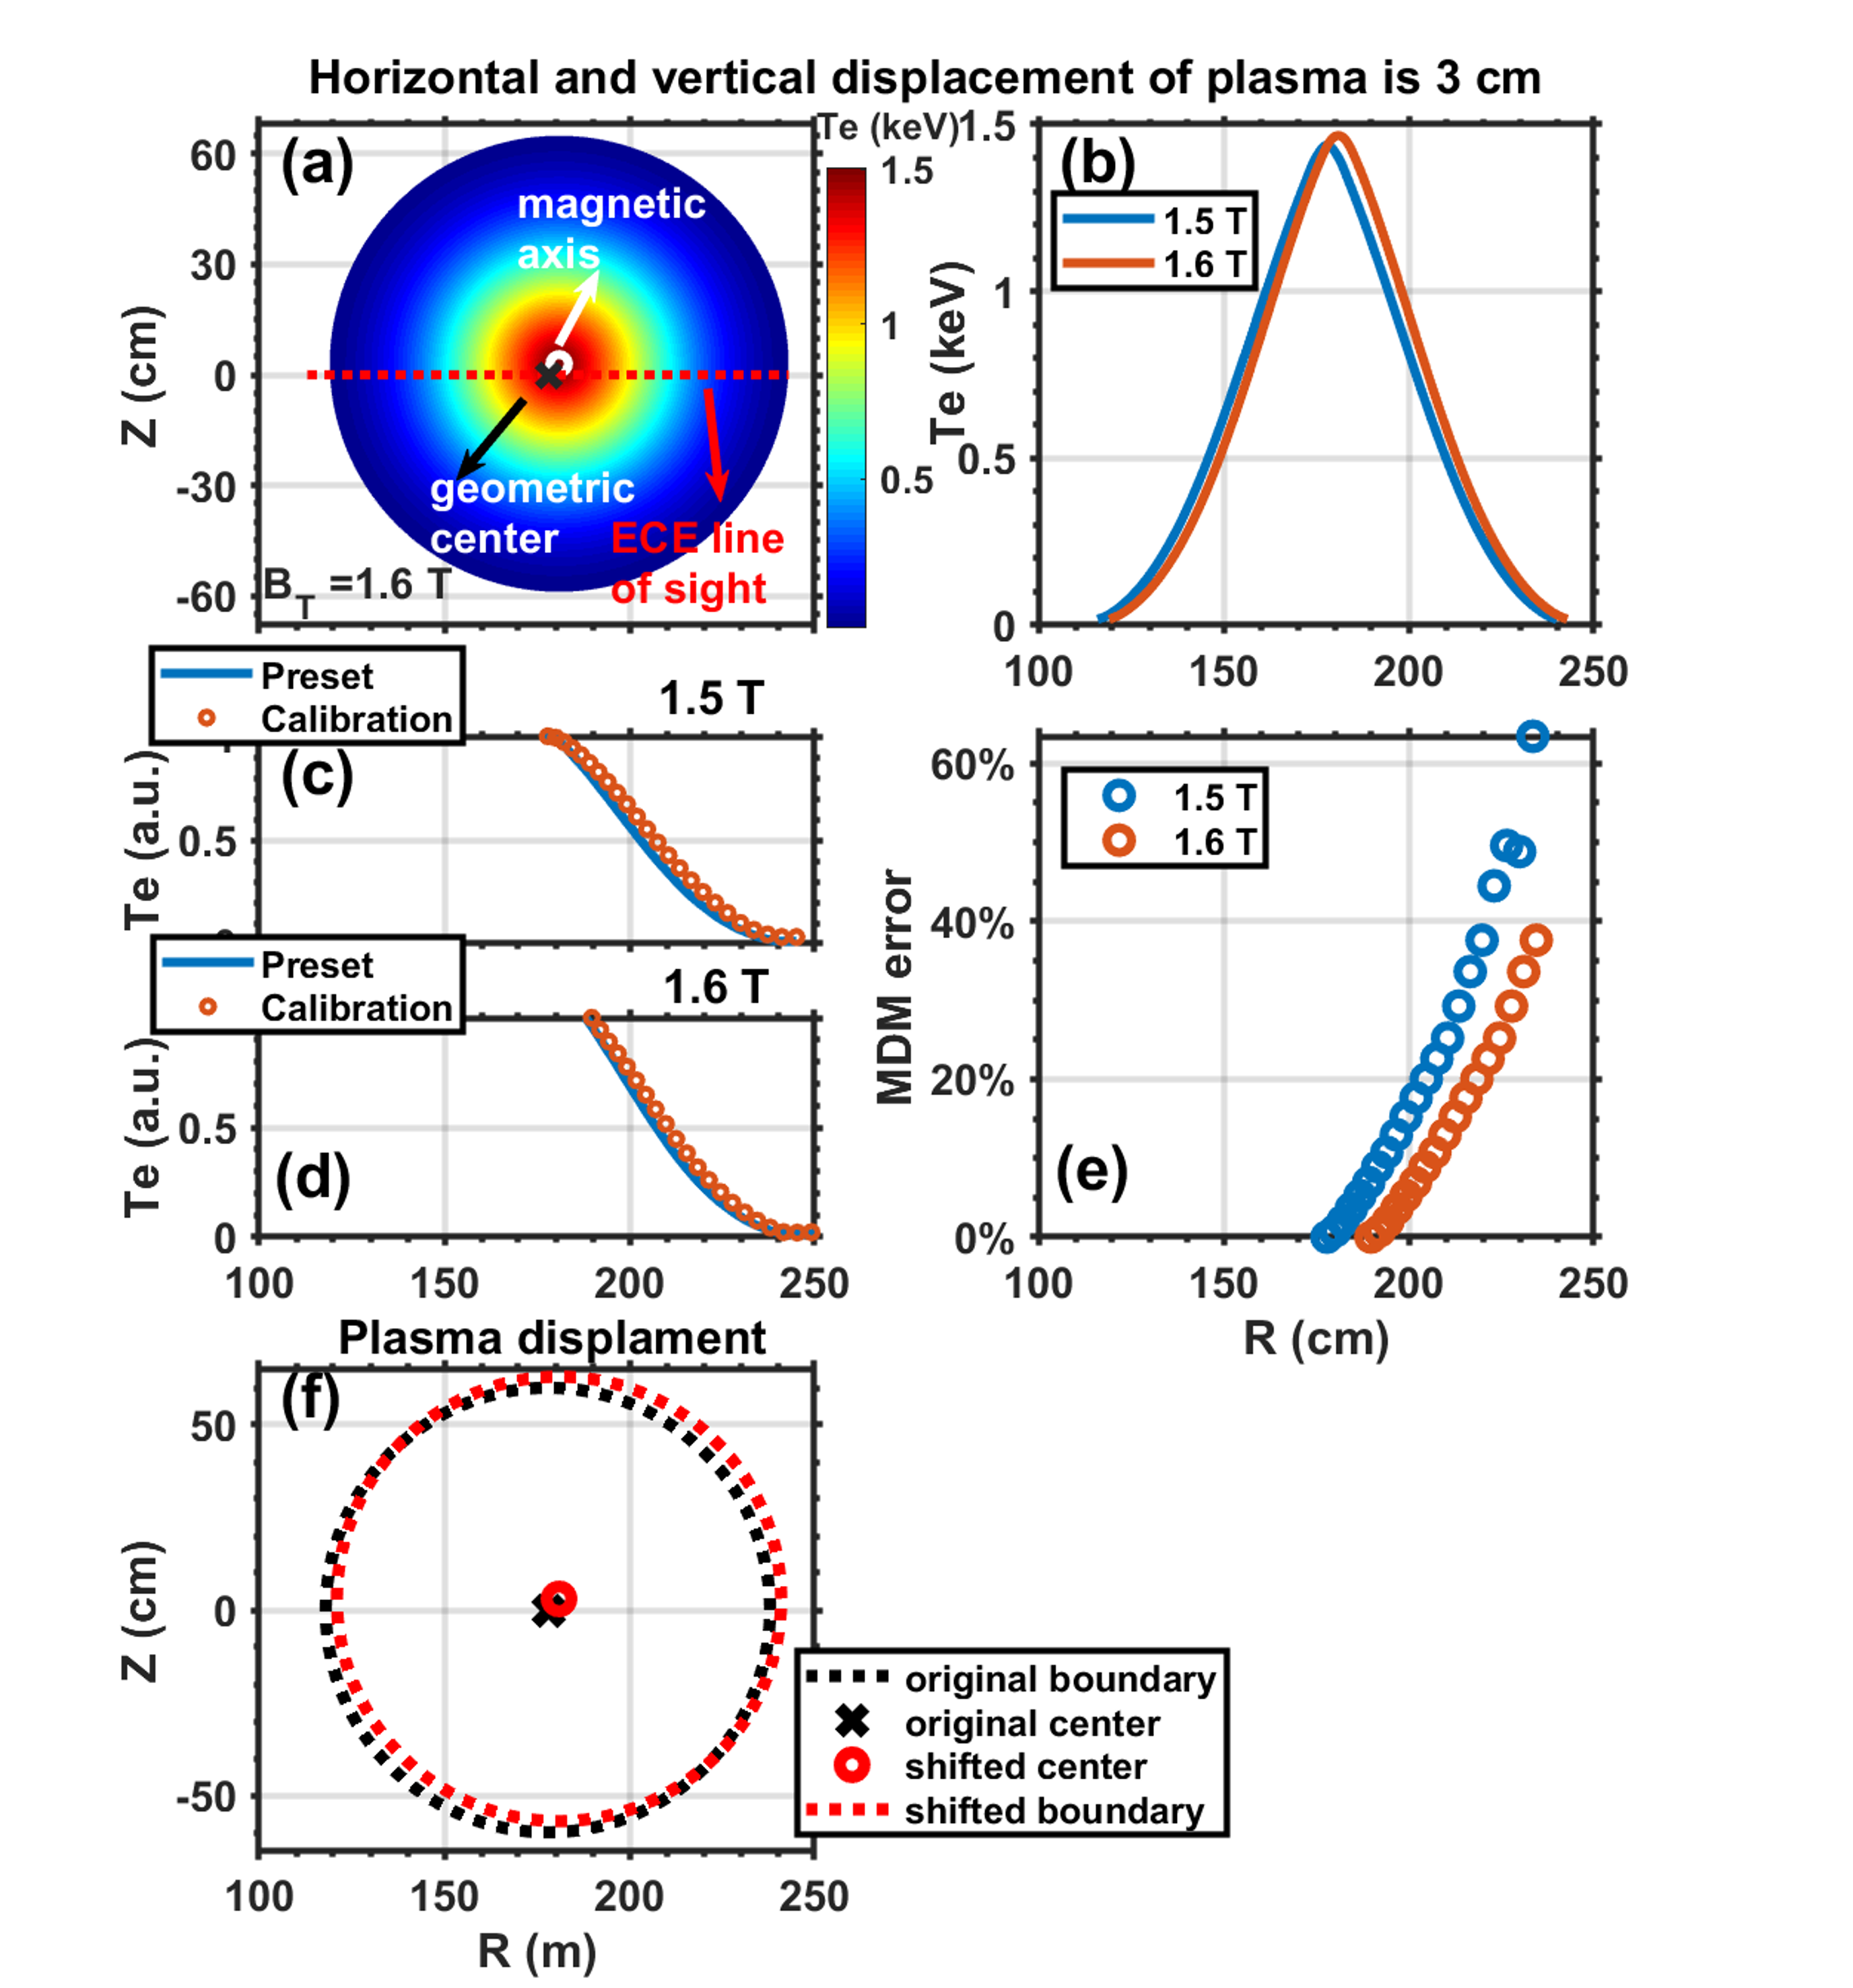 Horizontal and vertical displacement of plasma is 3 cm
(a)
magnetic
axis
geometric
center
ECE line
of sight
B_T =1.6 T
60
30
0
-30
-60
Z (cm)
Te (keV)
1.5
1
0.5
(b)
1.5 T
1.6 T
1.5
1
0.5
0
Te (keV)
100 150 200 250
Preset
Calibration
1.5 T
(c)
0.5
Te (a.u.)
Preset
Calibration
1.6 T
(d)
0.5
0
Te (a.u.)
100 150 200 250
1.5 T
1.6 T
(e)
60%
40%
20%
0%
MDM error
100 150 200 250
R (cm)
Plasma displament
(f)
50
0
-50
Z (cm)
100 150 200 250
R (m)
original boundary
original center
shifted center
shifted boundary